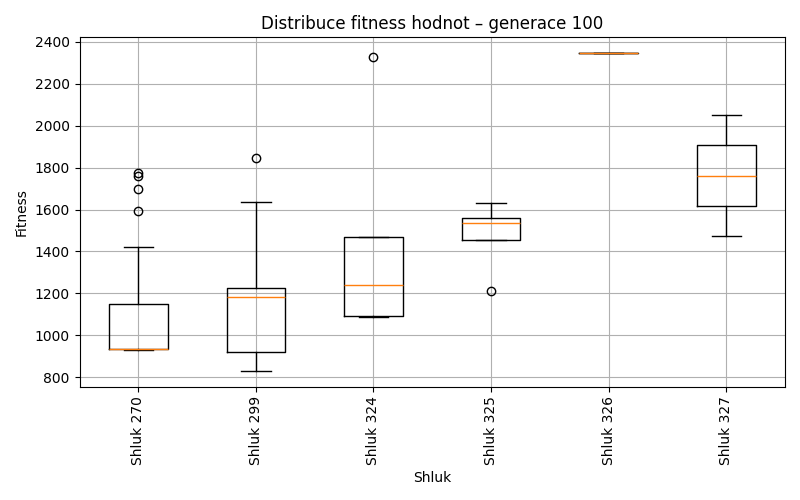 Distribuce fitness hodnot – generace 100
2400
2200
2000
1800
1600
1400
1200
1000
800
Fitness
Shluk 270
Shluk 299
Shluk 324
Shluk 325
Shluk 326
Shluk 327
Shluk